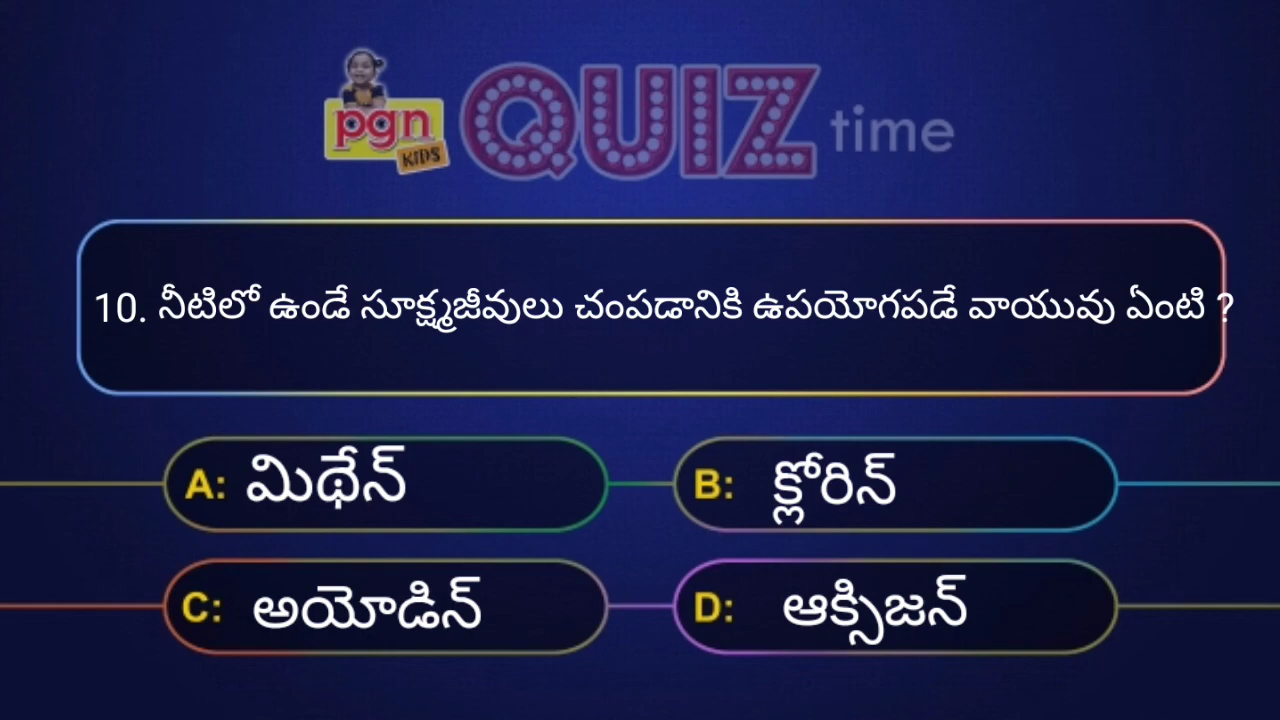 pgn
KIDS
QUIZ time
10. నీటిలో ఉండే సూక్ష్మజీవులు చంపడానికి ఉపయోగపడే వాయువు ఏంటి ?
A: మిథేన్
B: క్లోరిన్
C: అయోడిన్
D: ఆక్సిజన్